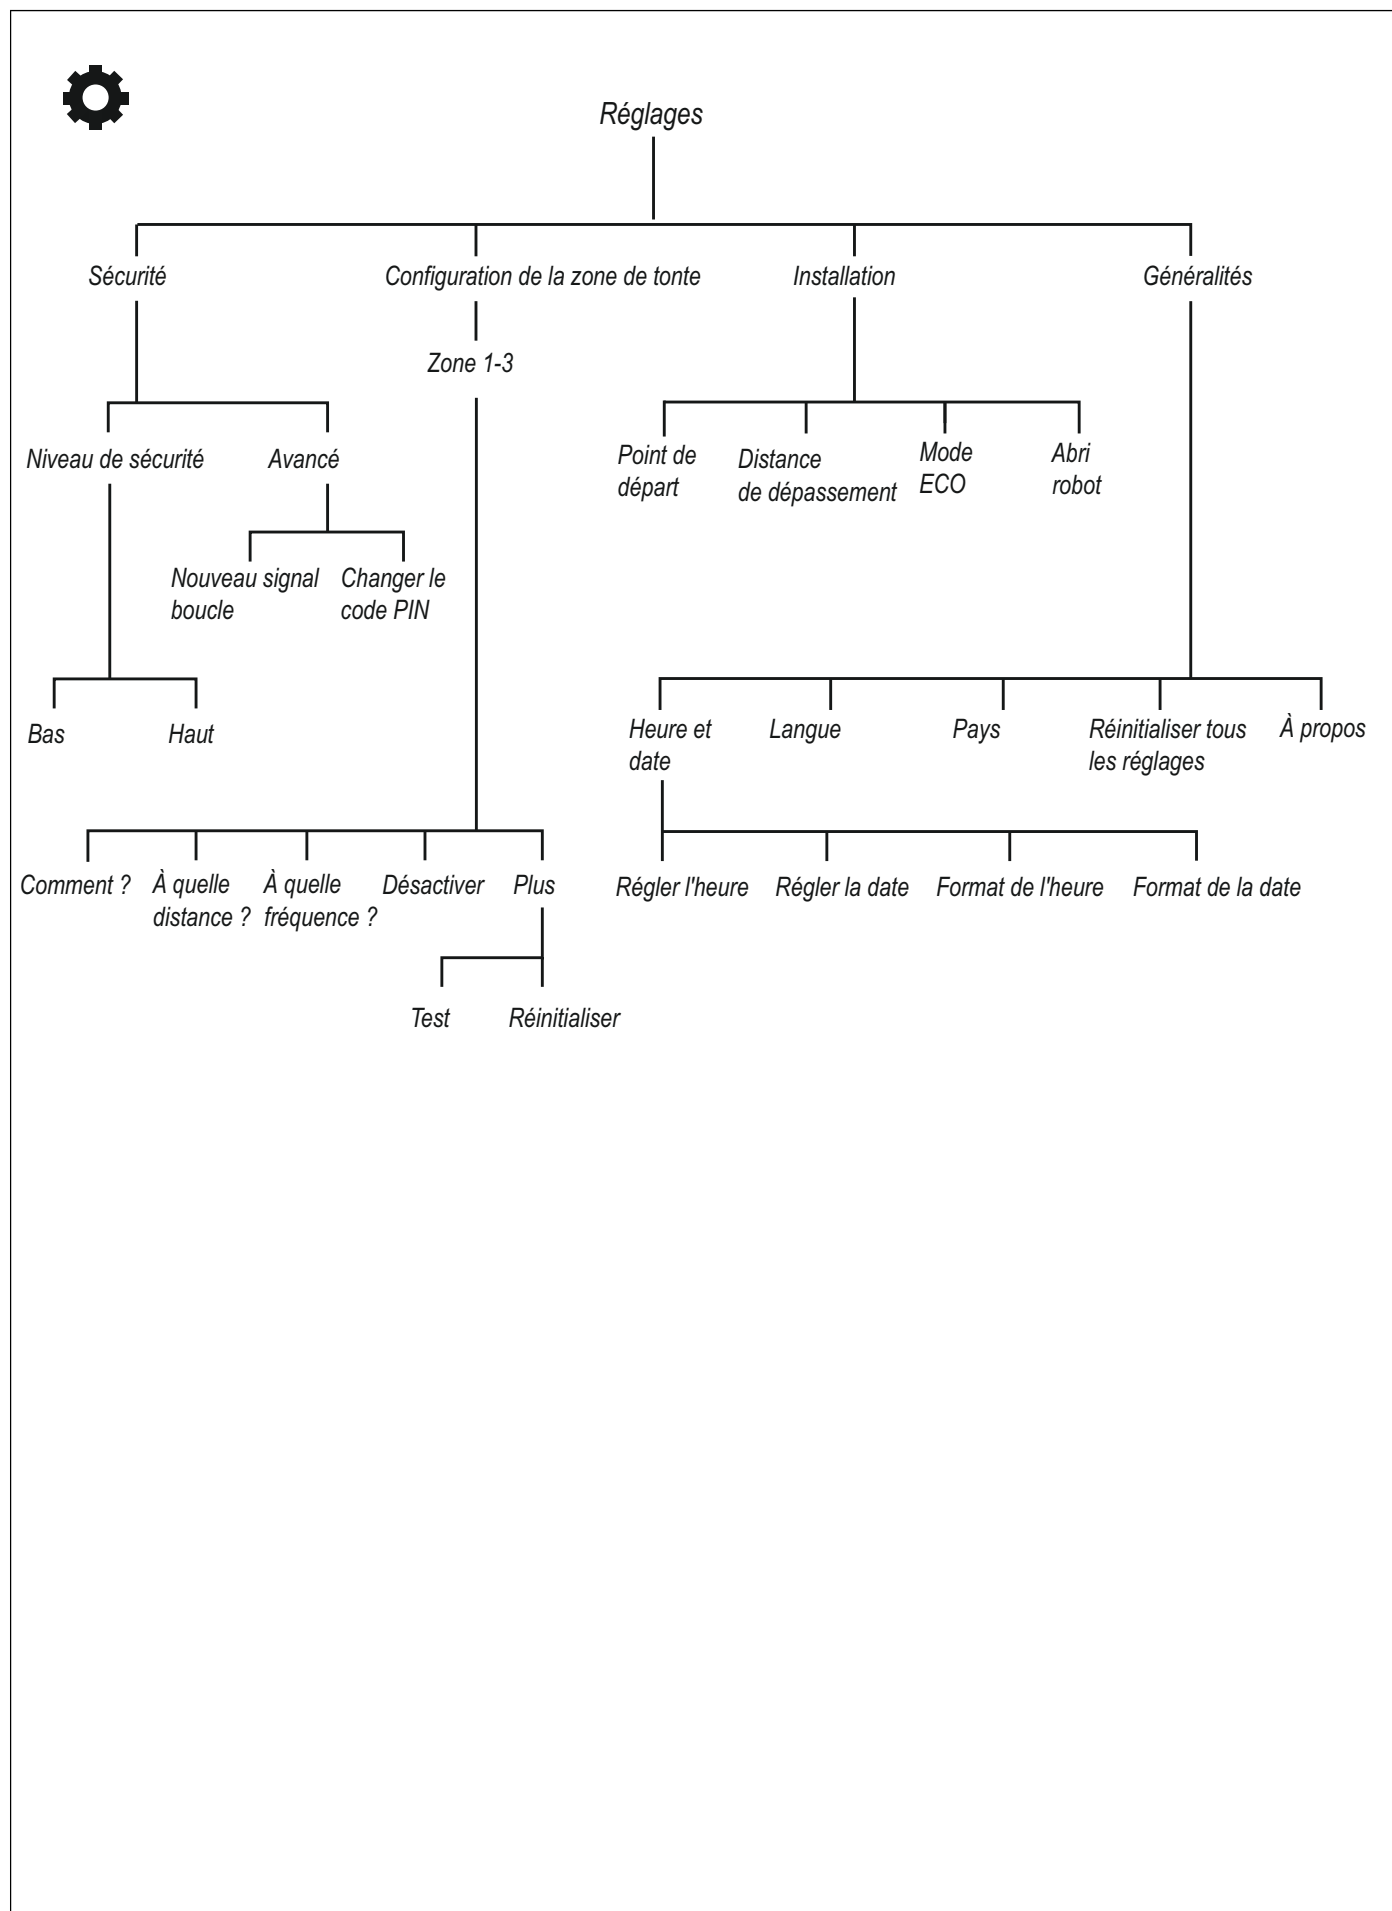 Réglages
Sécurité
Configuration de la zone de tonte
Installation
Généralités
Zone 1-3
Niveau de sécurité
Avancé
Point de
départ
Distance
de dépassement
Mode
ECO
Abri
robot
Nouveau signal
boucle
Changer le
code PIN
Bas
Haut
Heure et
date
Langue
Pays
Réinitialiser tous
les réglages
À propos
Comment ?
À quelle
distance ?
À quelle
fréquence ?
Désactiver
Plus
Régler l'heure
Régler la date
Format de l'heure
Format de la date
Test
Réinitialiser